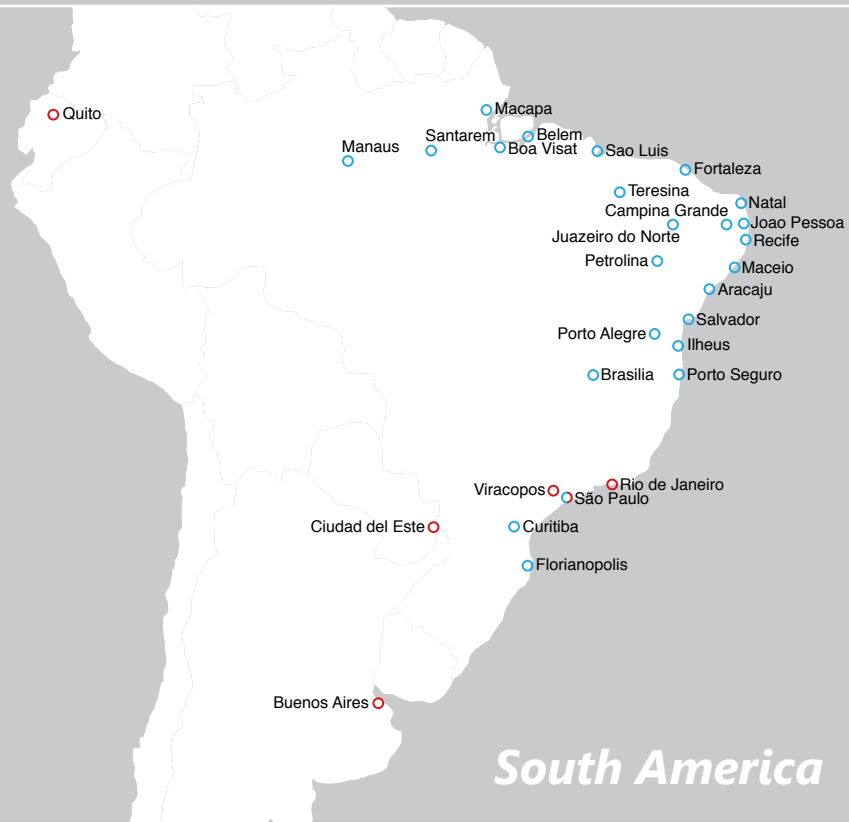 Macapa
Quito
Belem
Santarem
Manaus
Boa Visat
Sao Luis
Fortaleza
Teresina
Natal
Campina Grande
Joao Pessoa
Juazeiro do Norte
Recife
Petrolina
Maceio
Aracaju
Salvador
Porto Alegre
Ilheus
Brasilia
Porto Seguro
Rio de Janeiro
Viracopos
São Paulo
Ciudad del Este
Curitiba
Florianopolis
Buenos Aires
South America